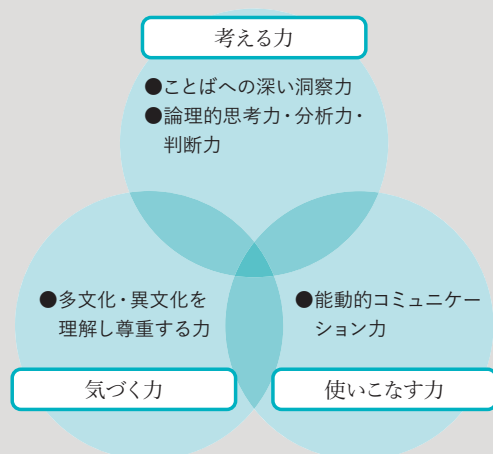 考える力
●ことばへの深い洞察力
●論理的思考力・分析力・
判断力
●多文化・異文化を
理解し尊重する力
気づく力
●能動的コミュニケー
ション力
使いこなす力